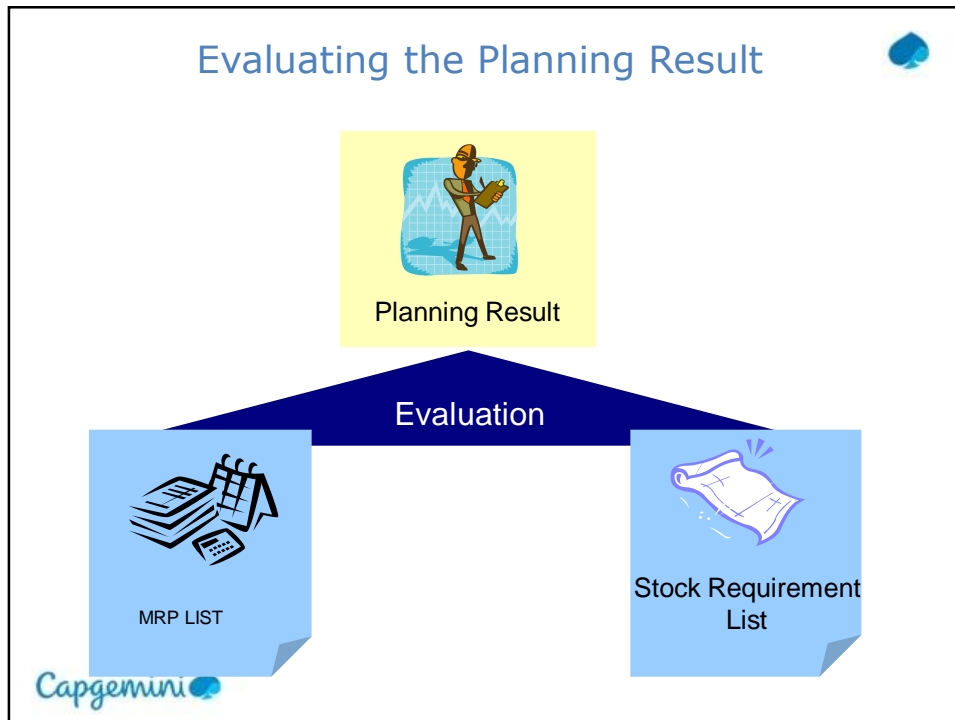 Evaluating the Planning Result
Planning Result
Evaluation
MRP LIST
Stock Requirement
List
Capgemini